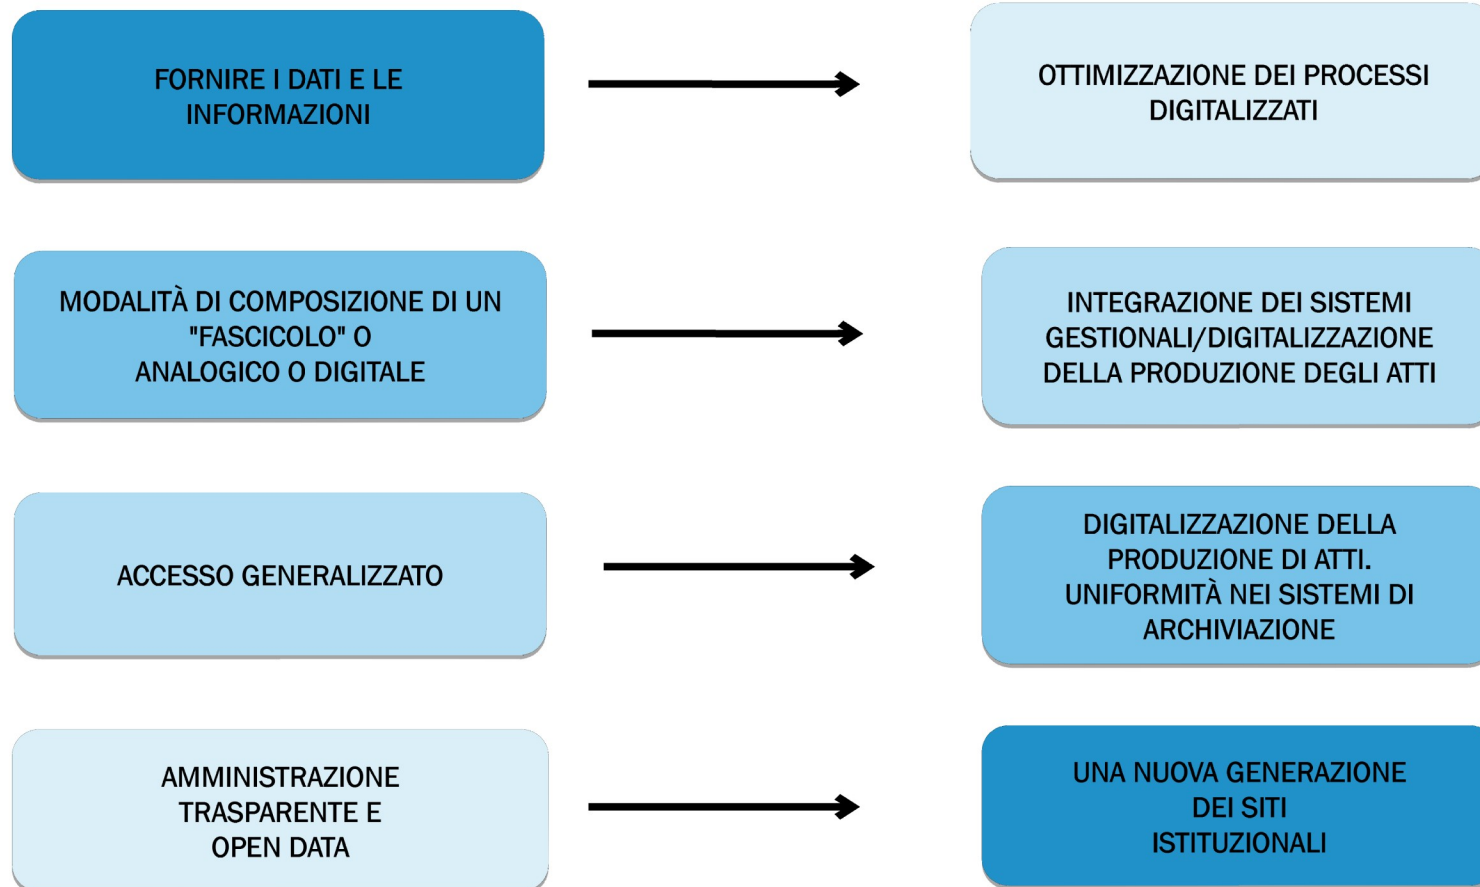 FORNIRE I DATI E LE
INFORMAZIONI
OTTIMIZZAZIONE DEI PROCESSI
DIGITALIZZATI
MODALITÀ DI COMPOSIZIONE DI UN
"FASCICOLO" O
ANALOGICO O DIGITALE
INTEGRAZIONE DEI SISTEMI
GESTIONALI/DIGITALIZZAZIONE
DELLA PRODUZIONE DEGLI ATTI
ACCESSO GENERALIZZATO
DIGITALIZZAZIONE DELLA
PRODUZIONE DI ATTI.
UNIFORMITÀ NEI SISTEMI DI
ARCHIVIAZIONE
AMMINISTRAZIONE
TRASPARENTE E
OPEN DATA
UNA NUOVA GENERAZIONE
DEI SITI
ISTITUZIONALI